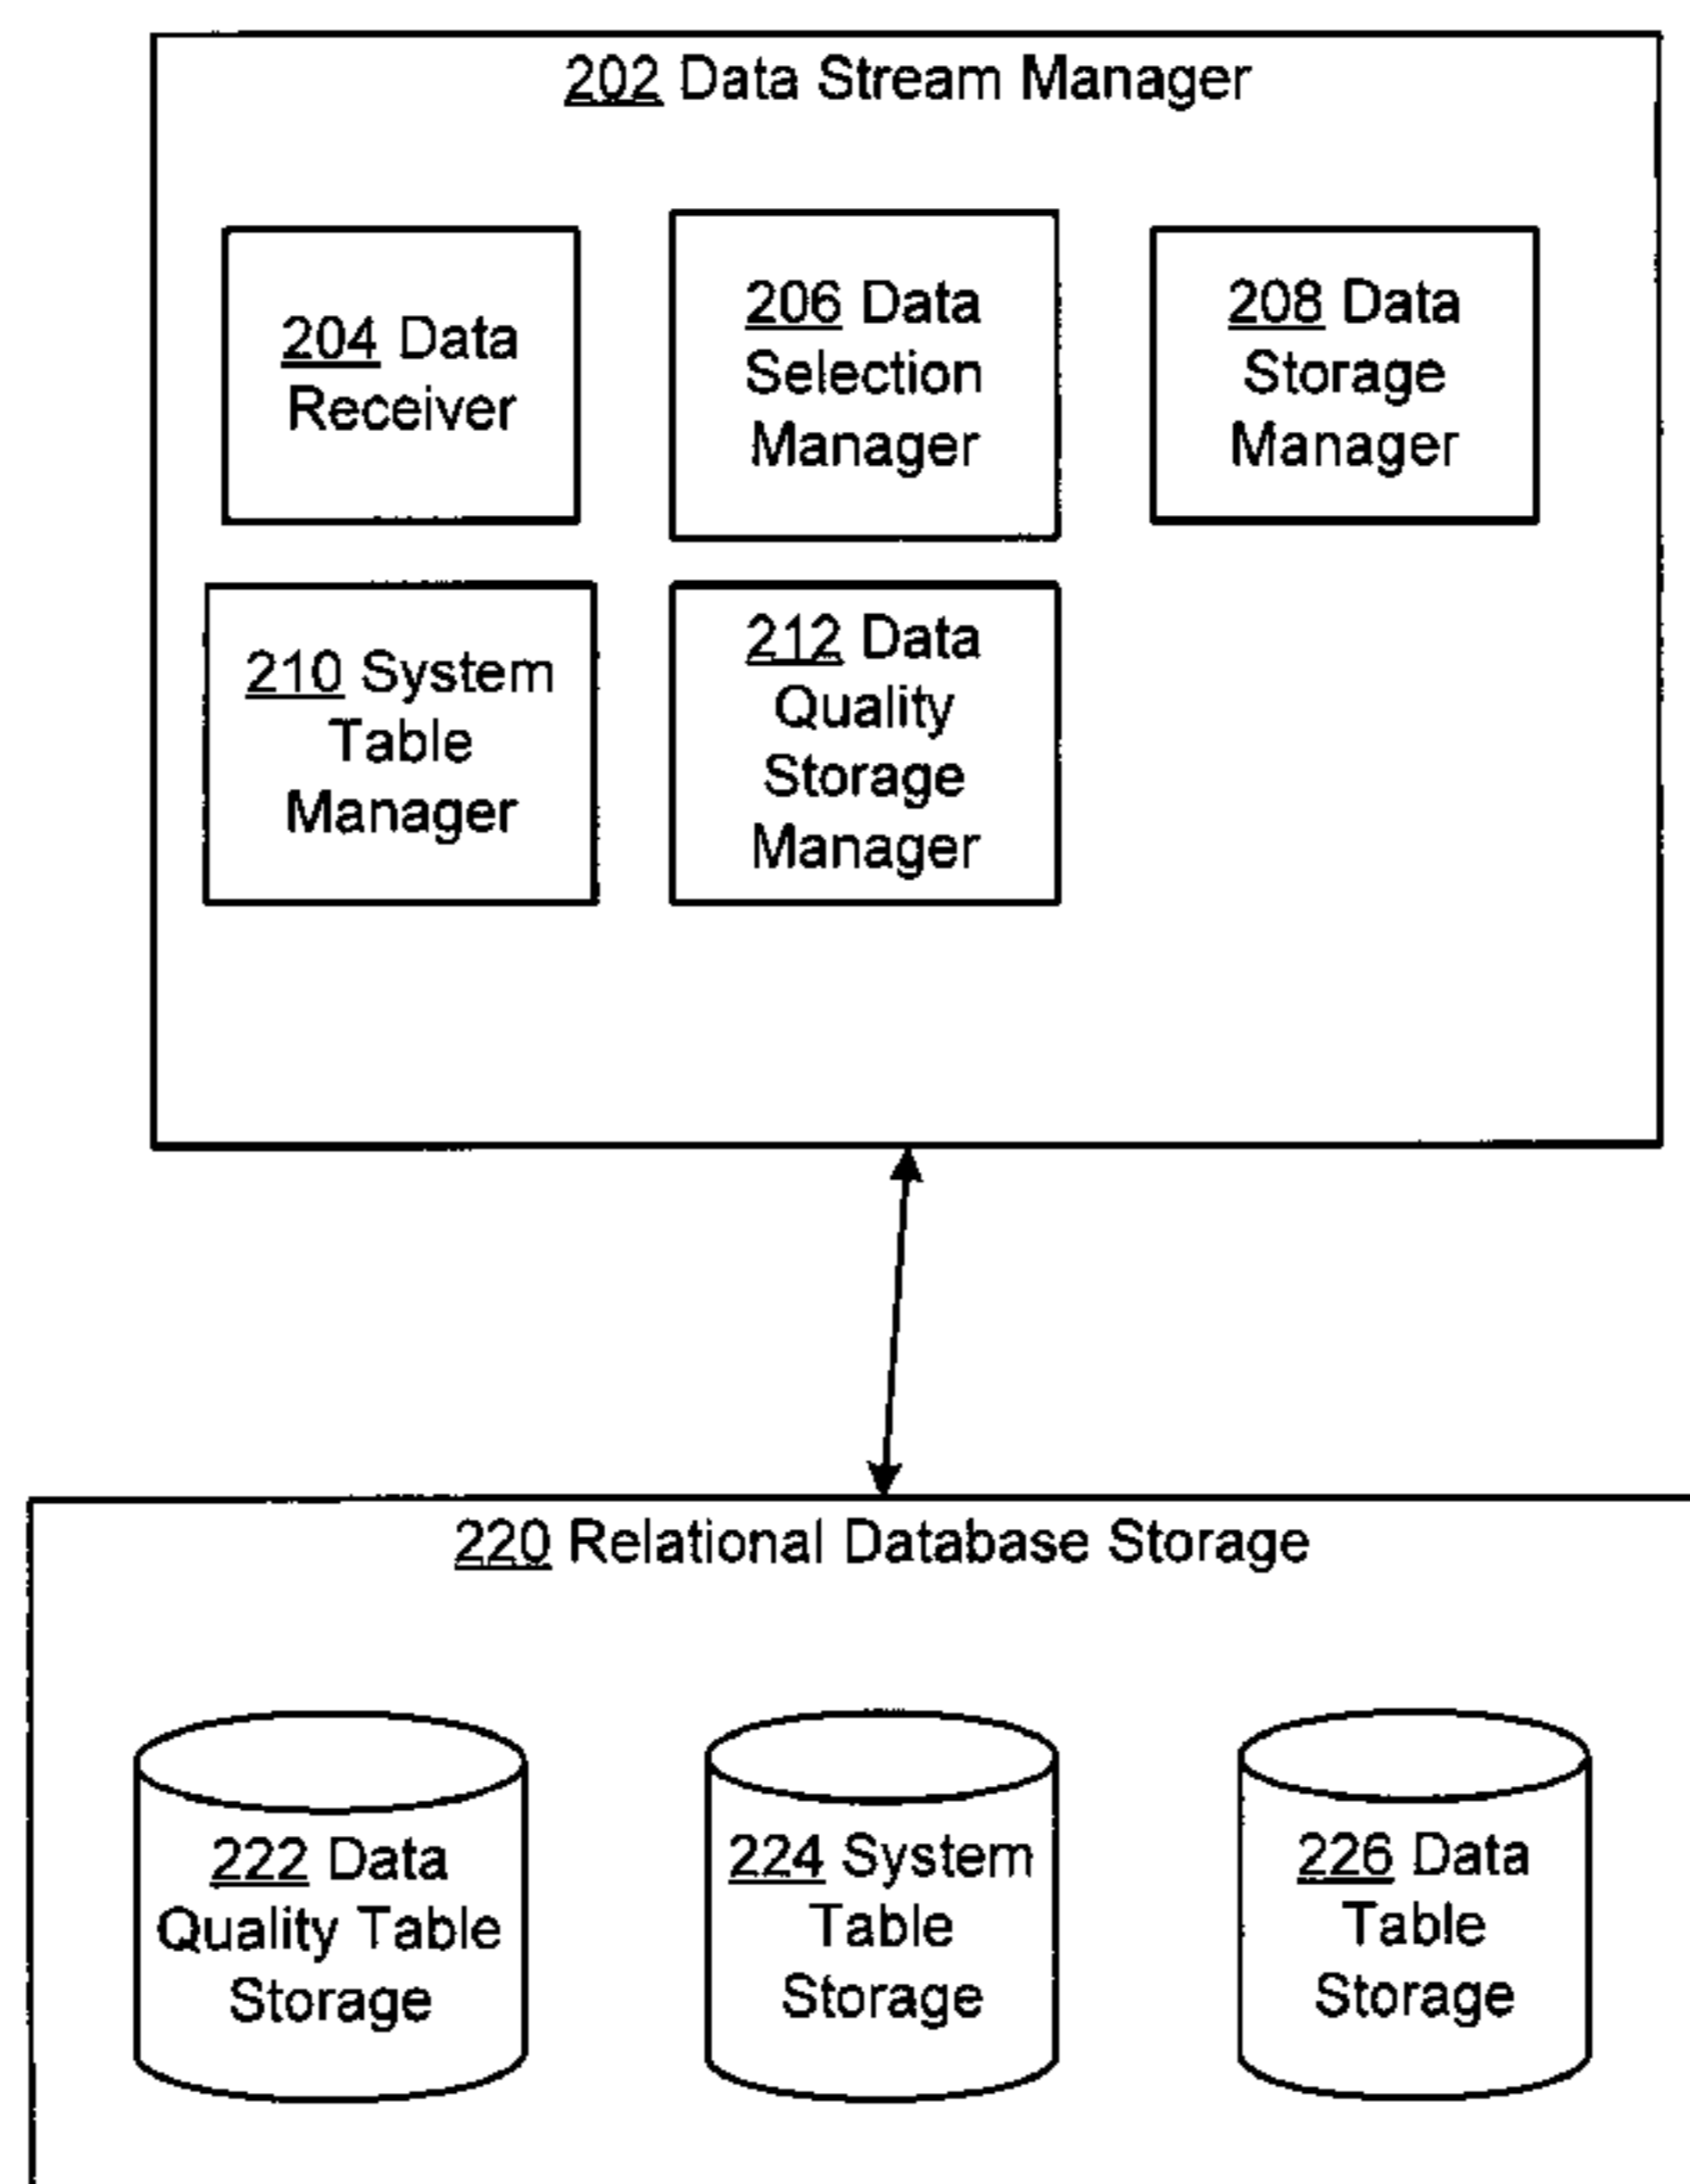 202 Data Stream Manager
204 Data
Receiver
206 Data
Selection
Manager
208 Data
Storage
Manager
210 System
Table
Manager
212 Data
Quality
Storage
Manager
220 Relational Database Storage
222 Data
Quality Table
Storage
224 System
Table
Storage
226 Data
Table
Storage